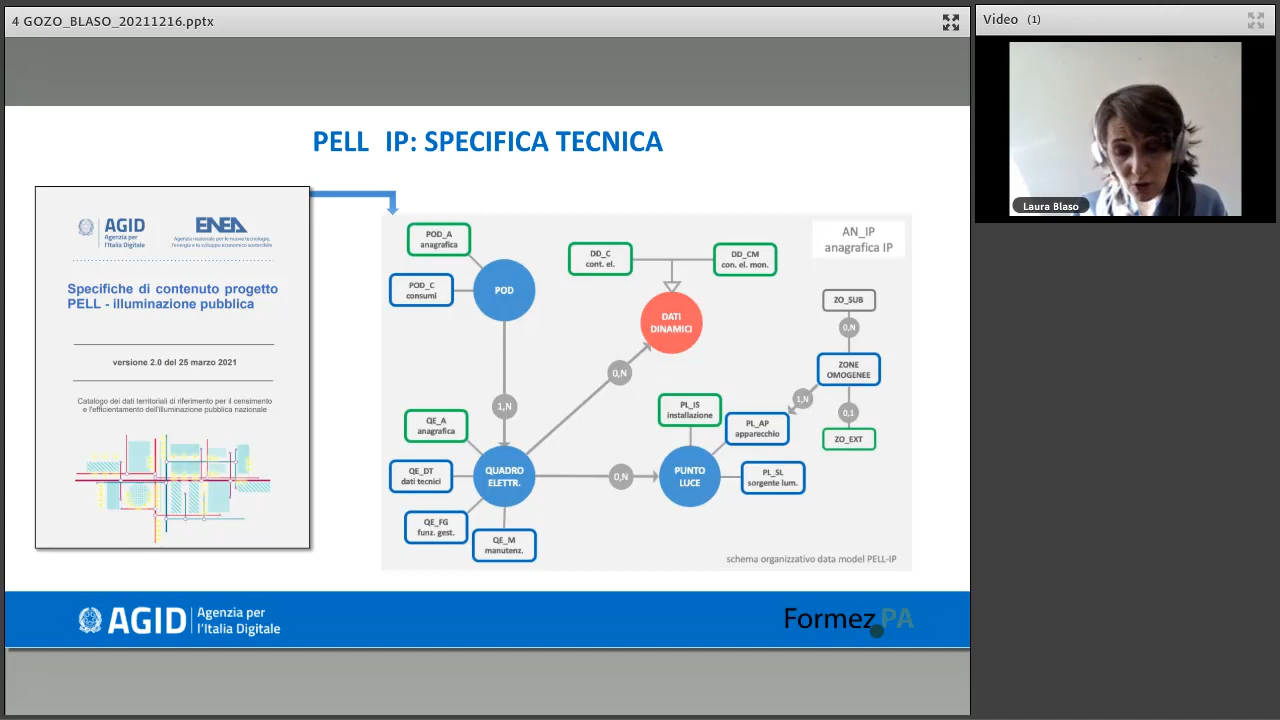 4 GOZO_BLASO_20211216.pptx
Video (1)
Laura Blaso
PELL IP: SPECIFICA TECNICA
AGID
Agenzia per
l'Italia Digitale
ENEA
Agenzia nazionale per le nuove tecnologie,
l'energia e lo sviluppo economico sostenibile
Specifiche di contenuto progetto
PELL - illuminazione pubblica
versione 2.0 del 25 marzo 2021
Catalogo dei dati territoriali di riferimento per il censimento
e l'efficientamento dell'illuminazione pubblica nazionale
AN_IP
anagrafica IP
POD_A
anagrafica
POD_C
consumi
POD
DD_C
cont. el.
DD_CM
con. el. mon.
DATI
DINAMICI
ZO_SUB
0,N
ZONE
OMOGENEE
1,N
0,1
ZO_EXT
0,N
1,N
QE_A
anagrafica
QE_DT
dati tecnici
QE_FG
funz. gest.
QE_M
manutenz.
QUADRO
ELETTR.
0,N
PL_IS
installazione
PL_AP
apparecchio
PL_SL
sorgente lum.
PUNTO
LUCE
schema organizzativo data model PELL-IP
AGID
Agenzia per
l'Italia Digitale
Formez PA